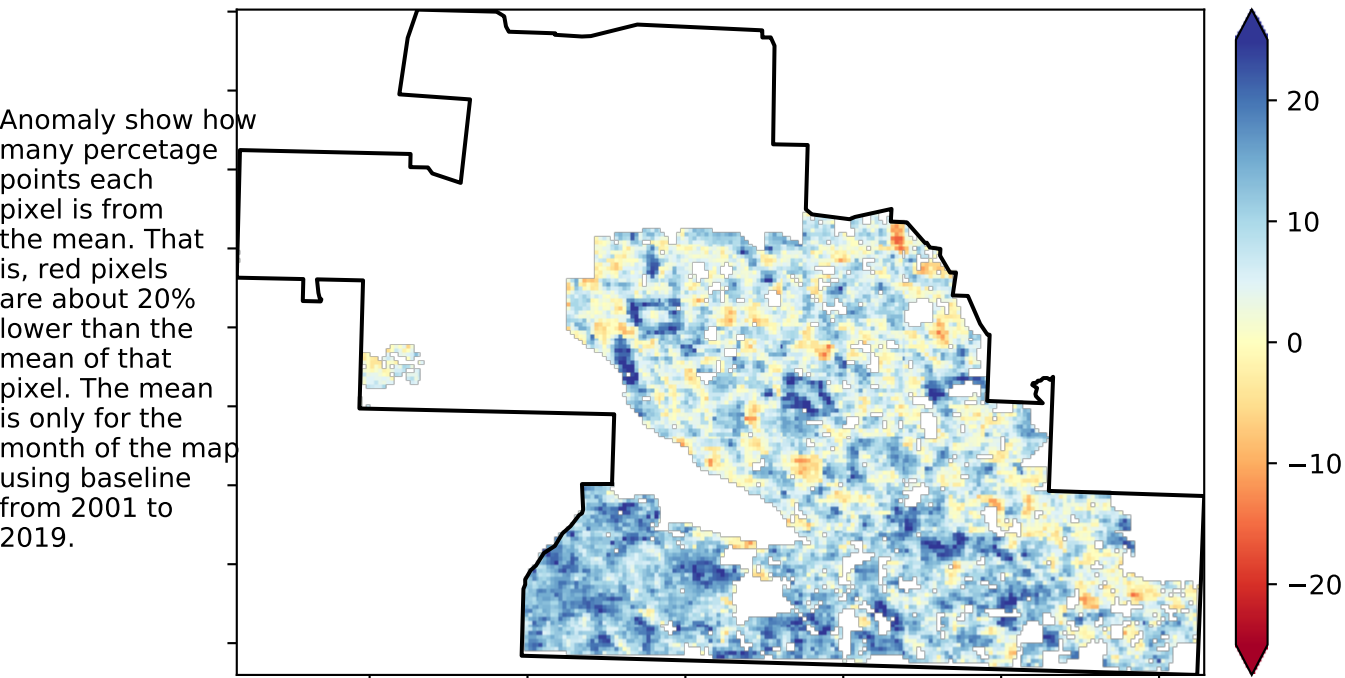 Anomaly show how
many percetage
points each
pixel is from
the mean. That
is, red pixels
are about 20%
lower than the
mean of that
pixel. The mean
is only for the
month of the map
using baseline
from 2001 to
2019.
20
10
0
−10
−20